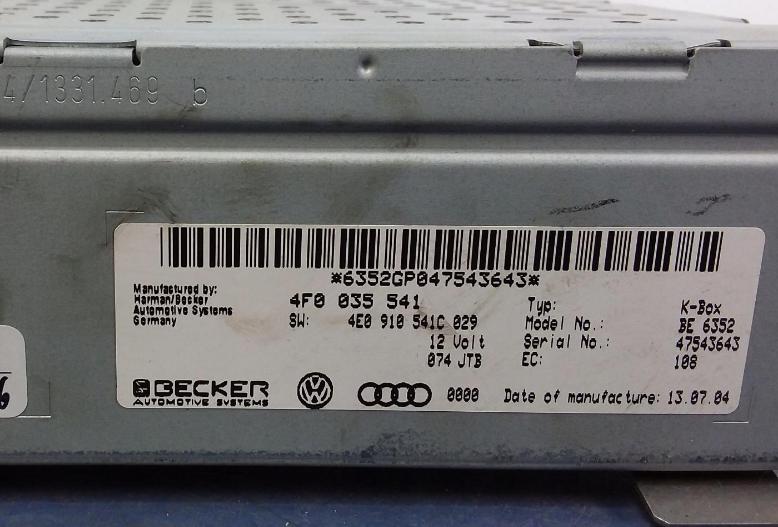 4/1331.469 b
*6352GP047543643*
Manufactured by:
Harman/Becker
Automotive Systems
Germany
4F0 035 541
SW: 4E0 910 541C 029
12 Volt
074 JTB
Typ: K-Box
Model No.: BE 6352
Serial No.: 47543643
EC: 108
BECKER
AUTOMOTIVE SYSTEMS
0000
Date of manufacture: 13.07.04